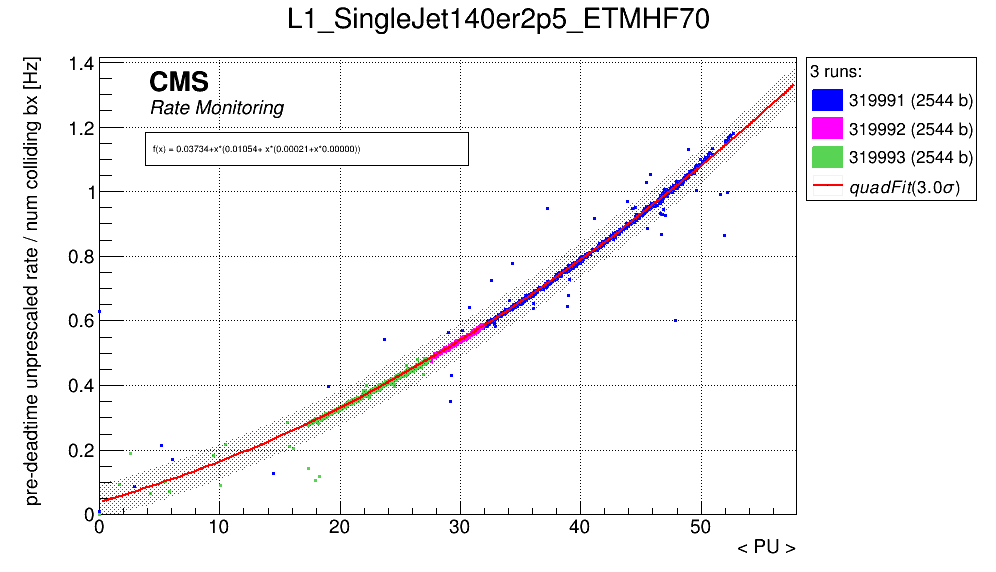 L1_SingleJet140er2p5_ETMHF70
pre-deadtime unprescaled rate / num colliding bx [Hz]
1.4
1.2
1
0.8
0.6
0.4
0.2
0
CMS
Rate Monitoring
f(x) = 0.03734+x*(0.01054+ x*(0.00021+x*0.00000))
0 10 20 30 40 50
< PU >
3 runs:
319991 (2544 b)
319992 (2544 b)
319993 (2544 b)
quadFit(3.0σ)